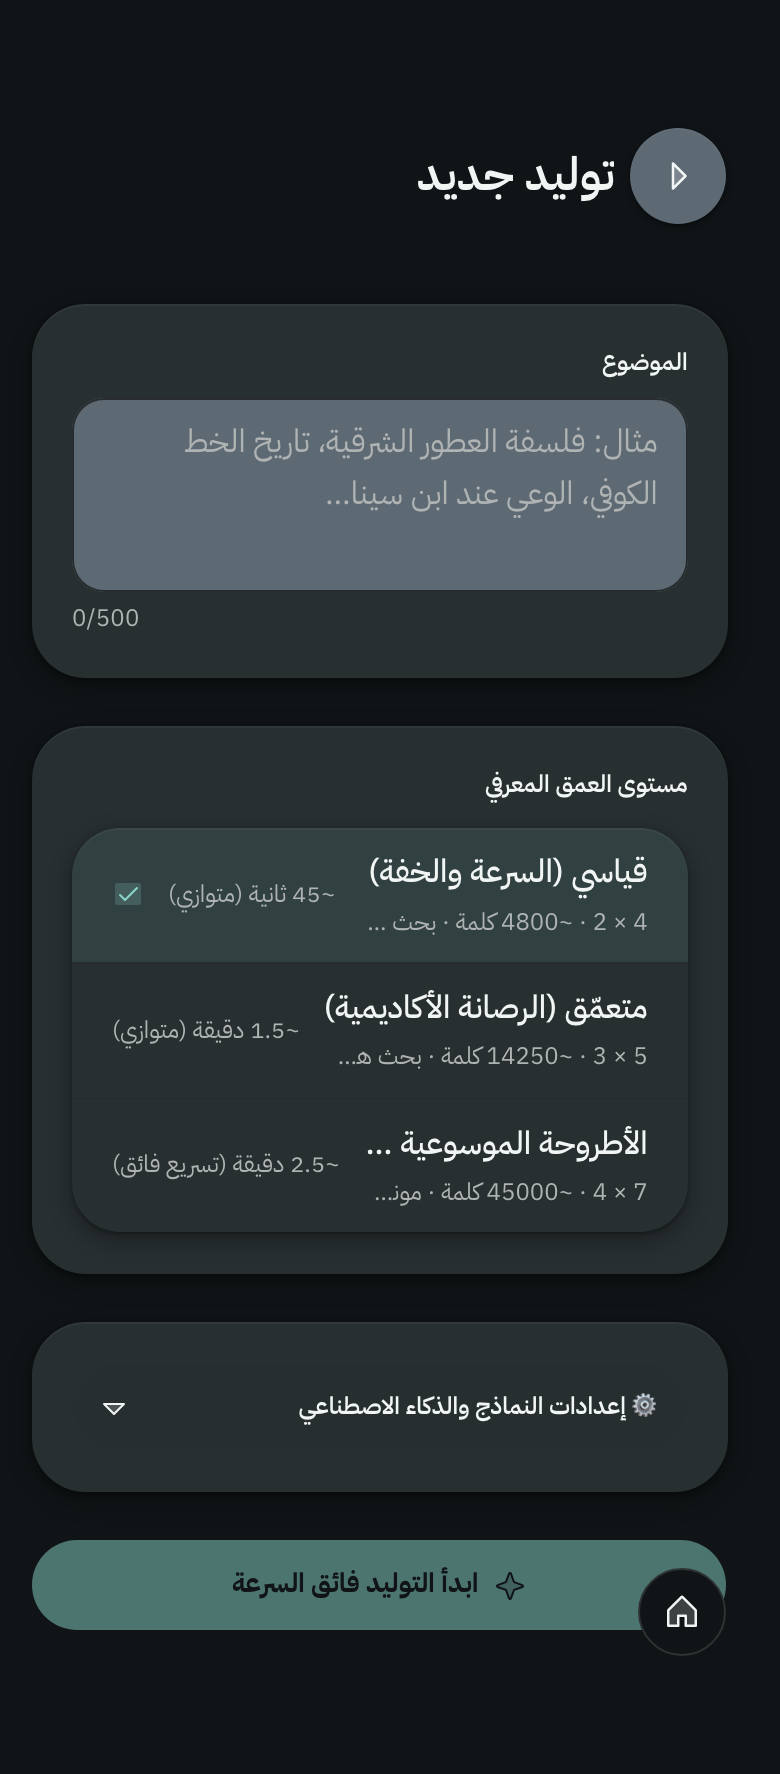 توليد جديد
الموضوع
مثال: فلسفة العطور الشرقية، تاريخ الخط
الكوفي، الوعي عند ابن سينا...
0/500
مستوى العمق المعرفي
قياسي (السرعة والخفة)
~45 ثانية (متوازي)
4 × 2 · ~4800 كلمة · بحث ...
متعمّق (الرصانة الأكاديمية)
~1.5 دقيقة (متوازي)
5 × 3 · ~14250 كلمة · بحث هـ...
الأطروحة الموسوعية ...
~2.5 دقيقة (تسريع فائق)
7 × 4 · ~45000 كلمة · مونـ...
⚙️ إعدادات النماذج والذكاء الاصطناعي
ابدأ التوليد فائق السرعة